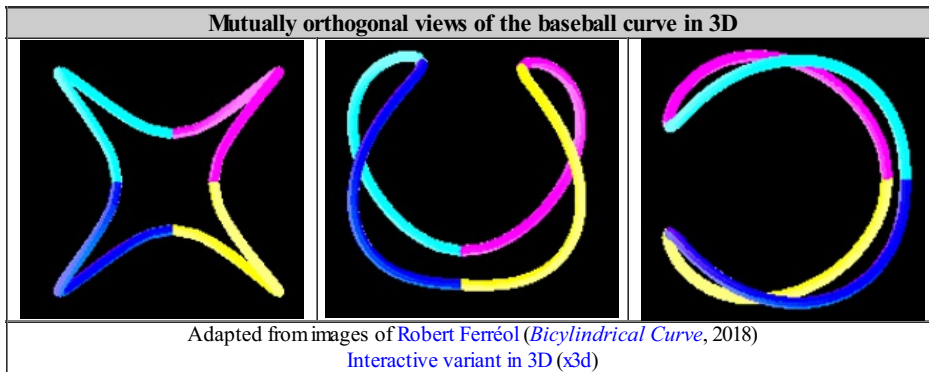 Mutually orthogonal views of the baseball curve in 3D
Adapted from images of Robert Ferréol (Bicylindrical Curve, 2018)
Interactive variant in 3D (x3d)